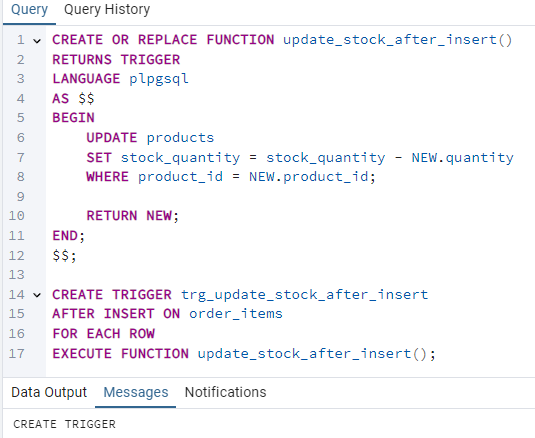 Query Query History
1 CREATE OR REPLACE FUNCTION update_stock_after_insert()
2 RETURNS TRIGGER
3 LANGUAGE plpgsql
4 AS $$
5 BEGIN
6 UPDATE products
7 SET stock_quantity = stock_quantity - NEW.quantity
8 WHERE product_id = NEW.product_id;
9
10 RETURN NEW;
11 END;
12 $$;
13
14 CREATE TRIGGER trg_update_stock_after_insert
15 AFTER INSERT ON order_items
16 FOR EACH ROW
17 EXECUTE FUNCTION update_stock_after_insert();
Data Output Messages Notifications
CREATE TRIGGER